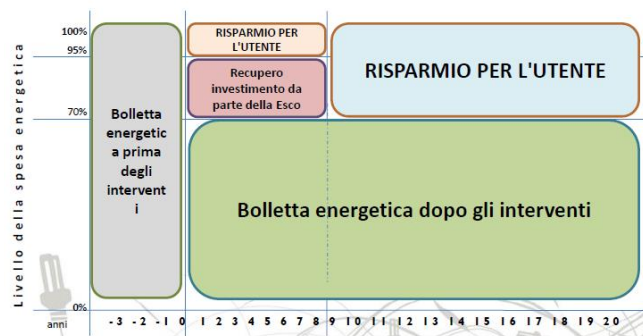 Livello della spesa energetica
100%
95%
70%
0%
Bolletta
energetic
a prima
degli
intervent
i
RISPARMIO PER
L'UTENTE
Recupero
investimento da
parte della Esco
RISPARMIO PER L'UTENTE
Bolletta energetica dopo gli interventi
anni -3 -2 -1 0 1 2 3 4 5 6 7 8 9 10 11 12 13 14 15 16 17 18 19 20